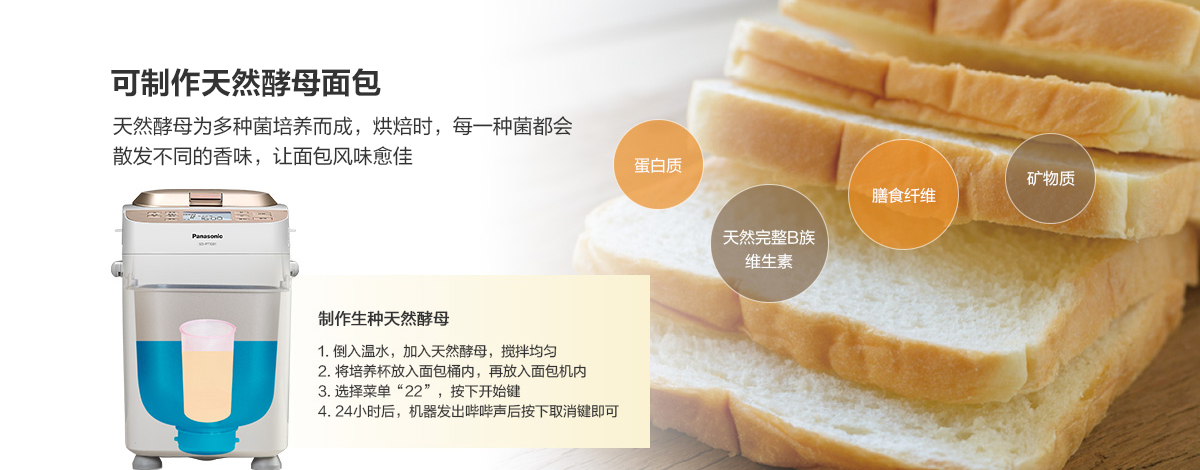 可制作天然酵母面包
天然酵母为多种菌培养而成，烘焙时，每一种菌都会
散发不同的香味，让面包风味愈佳
蛋白质
天然完整B族
维生素
膳食纤维
矿物质
Panasonic
制作生种天然酵母
1. 倒入温水，加入天然酵母，搅拌均匀
2. 将培养杯放入面包桶内，再放入面包机内
3. 选择菜单“22”，按下开始键
4. 24小时后，机器发出哔哔声后按下取消键即可